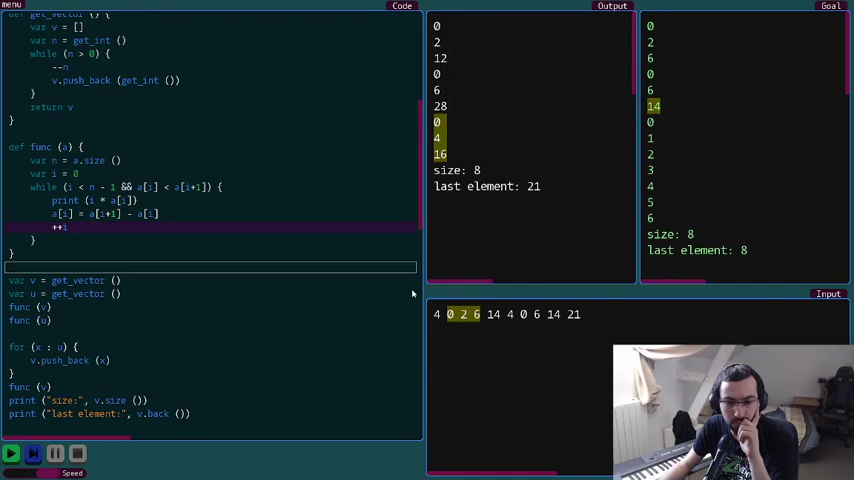 menu
Code
def get_vector () {
var v = []
var n = get_int ()
while (n > 0) {
--n
v.push_back (get_int ())
}
return v
}
def func (a) {
var n = a.size ()
var i = 0
while (i < n - 1 && a[i] < a[i+1]) {
print (i * a[i])
a[i] = a[i+1] - a[i]
++i
}
}
var v = get_vector ()
var u = get_vector ()
func (v)
func (u)
for (x : u) {
v.push_back (x)
}
func (v)
print ("size:", v.size ())
print ("last element:", v.back ())
Speed
Output
0
2
12
0
6
28
0
4
16
size: 8
last element: 21
Goal
0
2
6
0
6
14
0
1
2
3
4
5
6
size: 8
last element: 8
Input
4 0 2 6 14 4 0 6 14 21